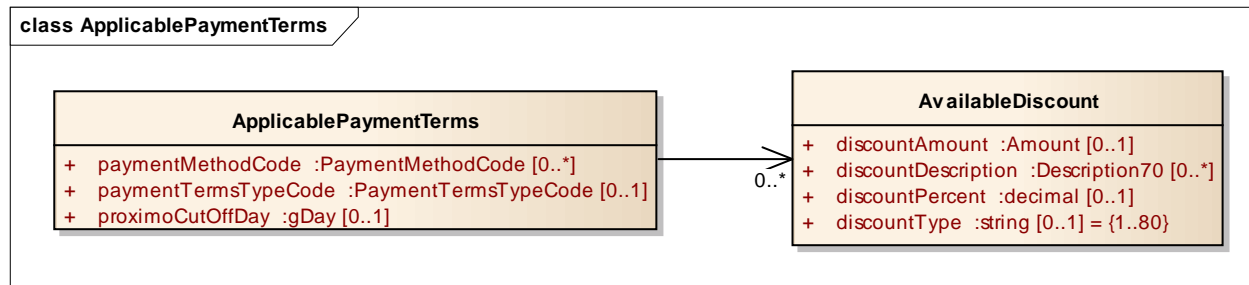 class ApplicablePaymentTerms
ApplicablePaymentTerms
+ paymentMethodCode :PaymentMethodCode [0..*]
+ paymentTermsTypeCode :PaymentTermsTypeCode [0..1]
+ proximoCutOffDay :gDay [0..1]
0..*
AvailableDiscount
+ discountAmount :Amount [0..1]
+ discountDescription :Description70 [0..*]
+ discountPercent :decimal [0..1]
+ discountType :string [0..1] = {1..80}